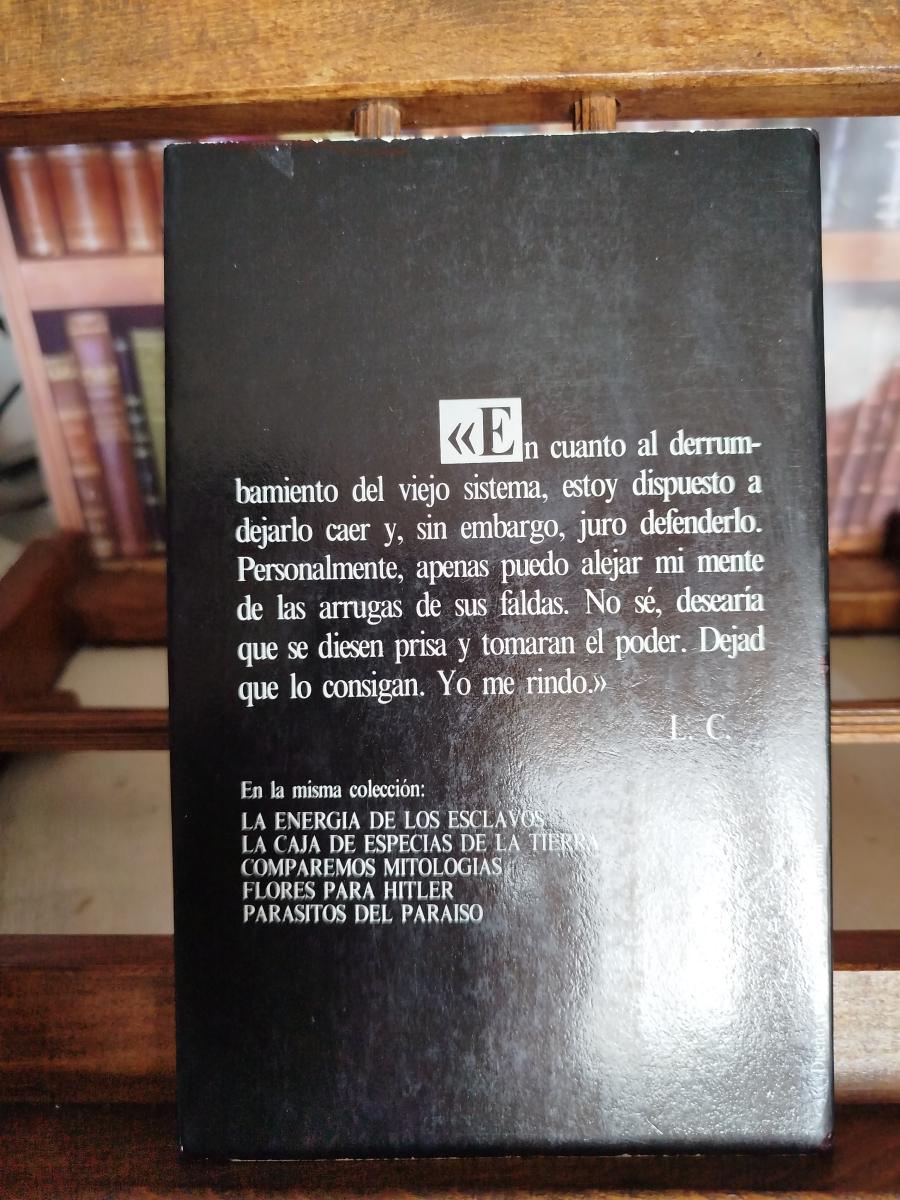 «En cuanto al derrum-
bamiento del viejo sistema, estoy dispuesto a
dejarlo caer y, sin embargo, juro defenderlo.
Personalmente, apenas puedo alejar mi mente
de las arrugas de sus faldas. No sé, desearía
que se diesen prisa y tomaran el poder. Dejad
que lo consigan. Yo me rindo.»
L. C.
En la misma colección:
LA ENERGIA DE LOS ESCLAVOS
LA CAJA DE ESPECIAS DE LA TIERRA
COMPAREMOS MITOLOGIAS
FLORES PARA HITLER
PARASITOS DEL PARAISO